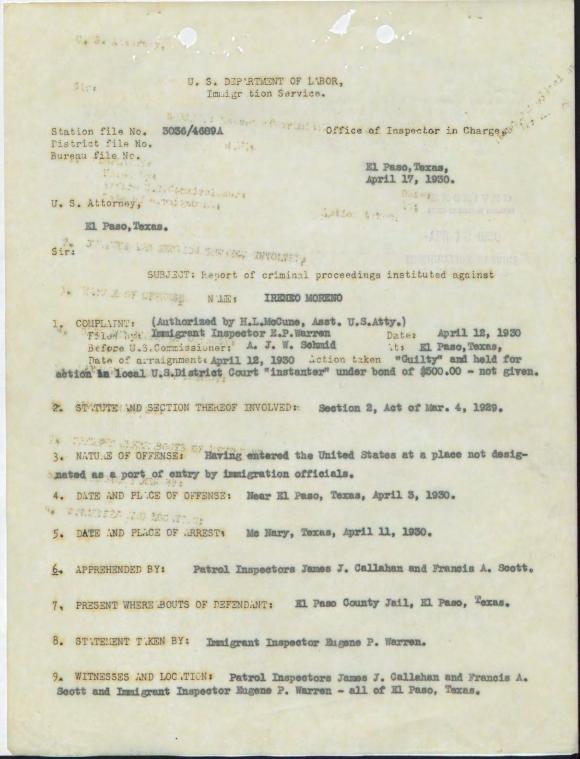 U. S. Attorney,
Sir:
U. S. DEPARTMENT OF LABOR,
Immigr tion Service.
Station file No. 3036/4689A Office of Inspector in Charge,
District file No.
Bureau file No.
El Paso,Texas,
April 17, 1930.
U. S. Attorney,
El Paso,Texas.
Sir:
SUBJECT: Report of criminal proceedings instituted against
NAME: IRENEO MORENO
1. COMPLAINT: (Authorized by H.L.McCune, Asst. U.S.Atty.)
Filed by: Immigrant Inspector E.P.Warren Date: April 12, 1930
Before U.S.Commissioner: A. J. W. Schmid At: El Paso,Texas,
Date of arraignment: April 12, 1930 Action taken "Guilty" and held for
action in local U.S.District Court "instanter" under bond of $500.00 - not given.
2. STATUTE AND SECTION THEREOF INVOLVED: Section 2, Act of Mar. 4, 1929.
3. NATURE OF OFFENSE: Having entered the United States at a place not desig-
nated as a port of entry by immigration officials.
4. DATE AND PLACE OF OFFENSE: Near El Paso, Texas, April 3, 1930.
5. DATE AND PLACE OF ARREST: Mc Nary, Texas, April 11, 1930.
6. APPREHENDED BY: Patrol Inspectors James J. Callahan and Francis A. Scott.
7. PRESENT WHEREABOUTS OF DEFENDANT: El Paso County Jail, El Paso, Texas.
8. STATEMENT TAKEN BY: Immigrant Inspector Eugene P. Warren.
9. WITNESSES AND LOCATION: Patrol Inspectors James J. Callahan and Francis A.
Scott and Immigrant Inspector Eugene P. Warren - all of El Paso, Texas.